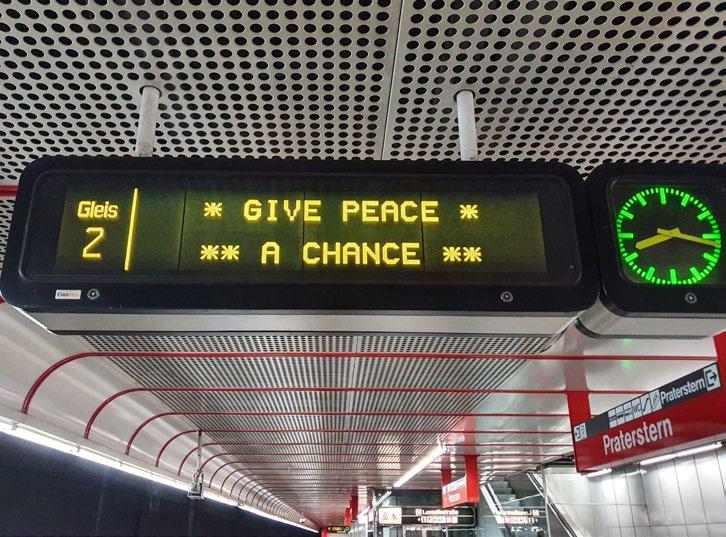 Gleis
2
* GIVE PEACE *
** A CHANCE **
Praterstern
Praterstern